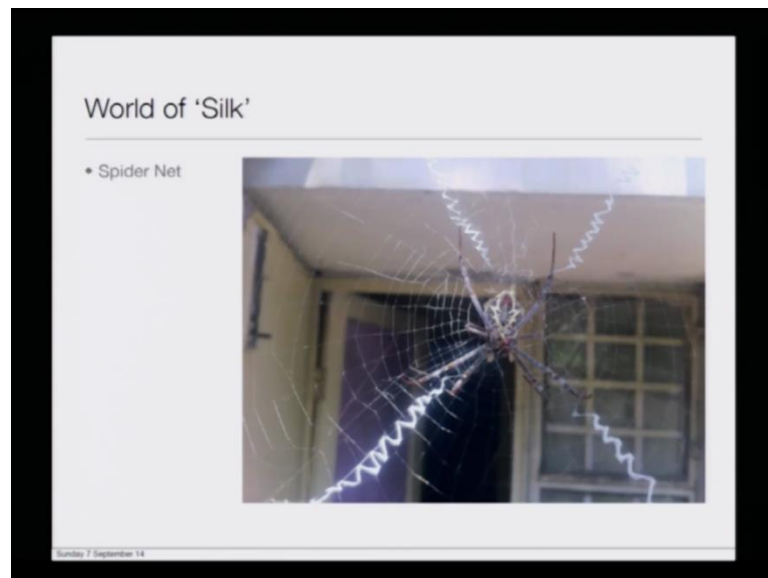 World of ‘Silk’
• Spider Net
Sunday 7 September 14